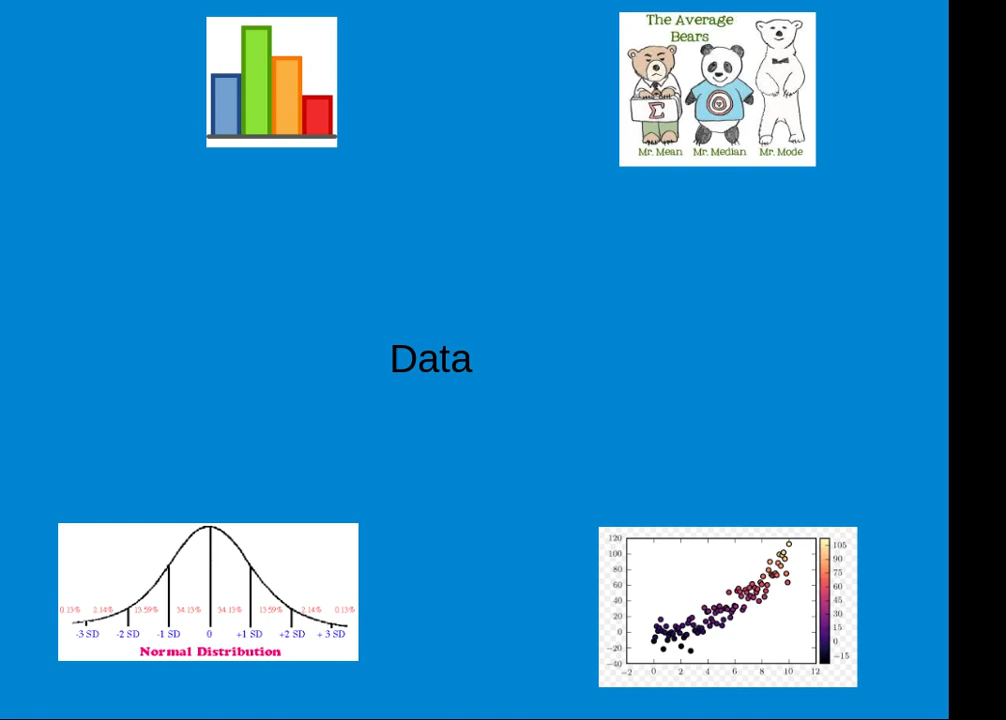 The Average
Bears
Σ
Mr. Mean Mr. Median Mr. Mode
Data
0.13% 2.14% 13.59% 34.13% 34.13% 13.59% 2.14% 0.13%
-3 SD -2 SD -1 SD 0 +1 SD +2 SD + 3 SD
Normal Distribution
120
100
80
60
40
20
0
−20
−40
−2 0 2 4 6 8 10 12
105
90
75
60
45
30
15
0
−15